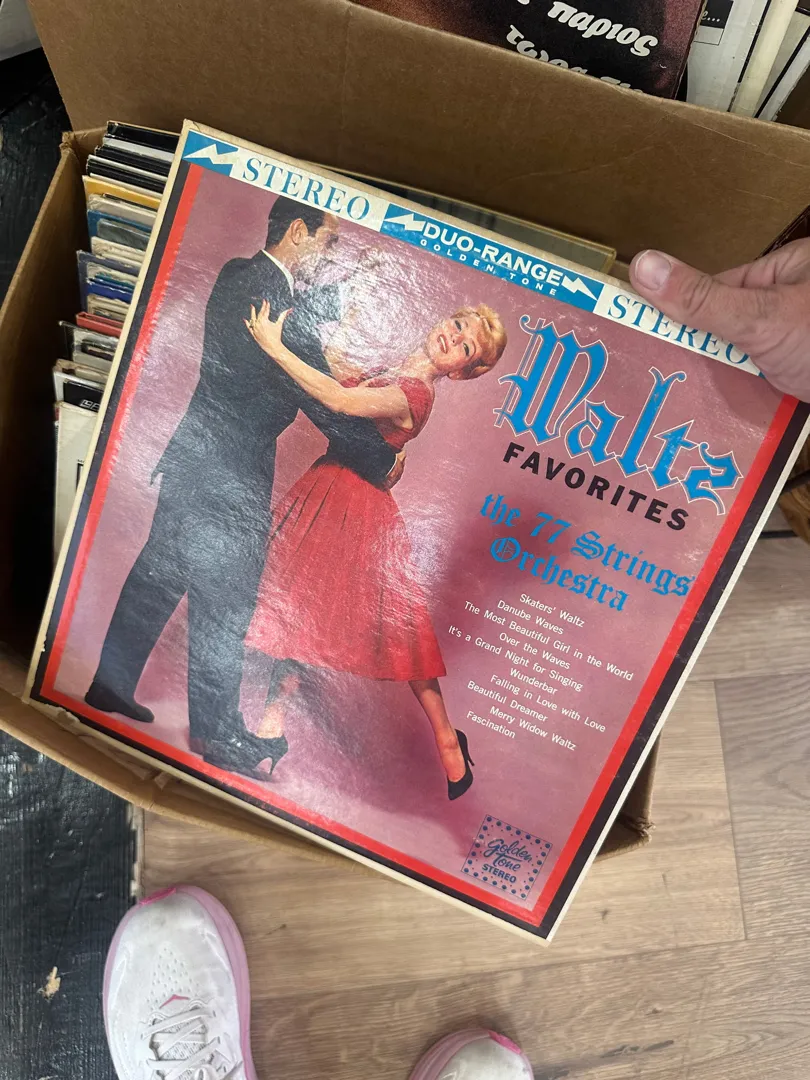 παριος
STEREO
DUO-RANGE
GOLDEN TONE
STEREO
Waltz
FAVORITES
the 77 Strings
Orchestra
Skaters' Waltz
Danube Waves
The Most Beautiful Girl in the World
Over the Waves
It's a Grand Night for Singing
Wunderbar
Falling in Love with Love
Beautiful Dreamer
Merry Widow Waltz
Fascination
Golden
Tone
STEREO